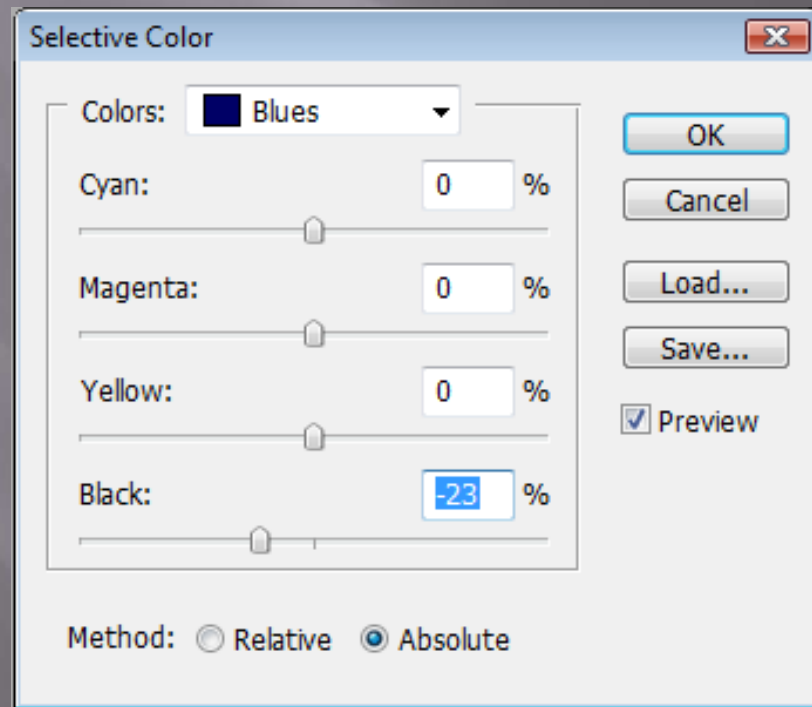 Selective Color
Colors: Blues
OK
Cyan: 0 %
Cancel
Magenta: 0 %
Load...
Save...
Yellow: 0 %
Preview
Black: -23 %
Method: Relative Absolute